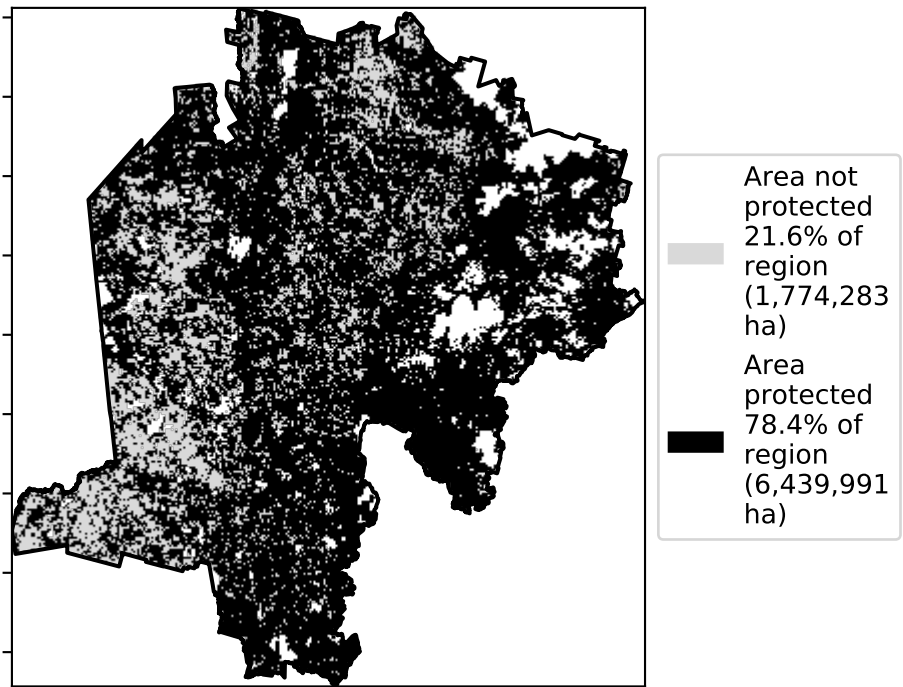 Area not
protected
21.6% of
region
(1,774,283
ha)
Area
protected
78.4% of
region
(6,439,991
ha)